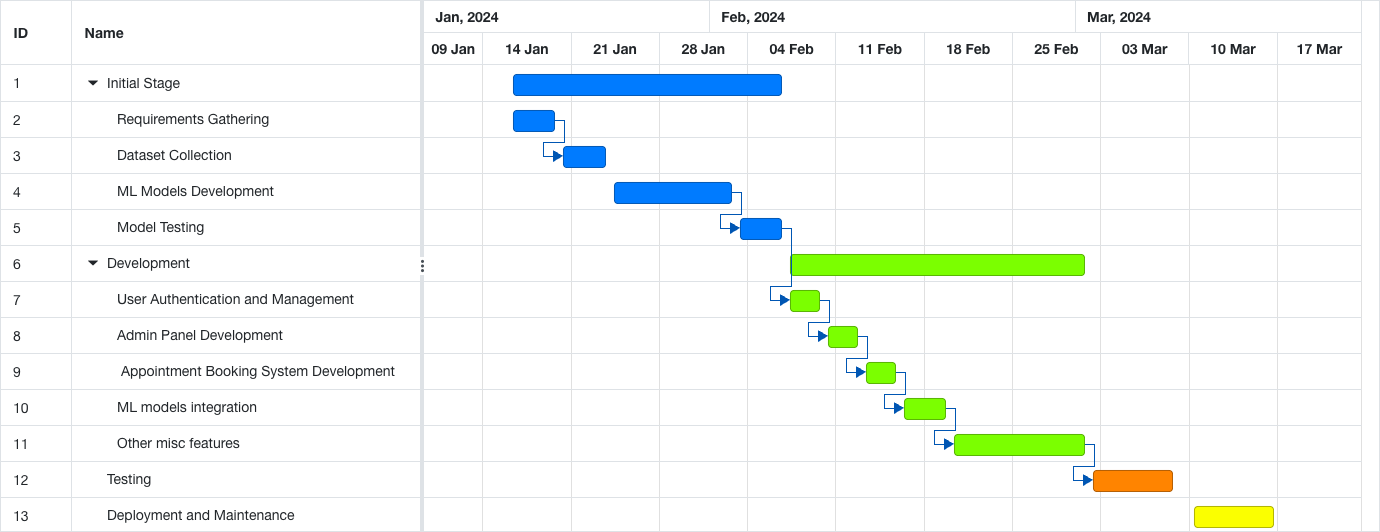 ID Name Jan, 2024 Feb, 2024 Mar, 2024
09 Jan 14 Jan 21 Jan 28 Jan 04 Feb 11 Feb 18 Feb 25 Feb 03 Mar 10 Mar 17 Mar
1 Initial Stage
2 Requirements Gathering
3 Dataset Collection
4 ML Models Development
5 Model Testing
6 Development
7 User Authentication and Management
8 Admin Panel Development
9 Appointment Booking System Development
10 ML models integration
11 Other misc features
12 Testing
13 Deployment and Maintenance